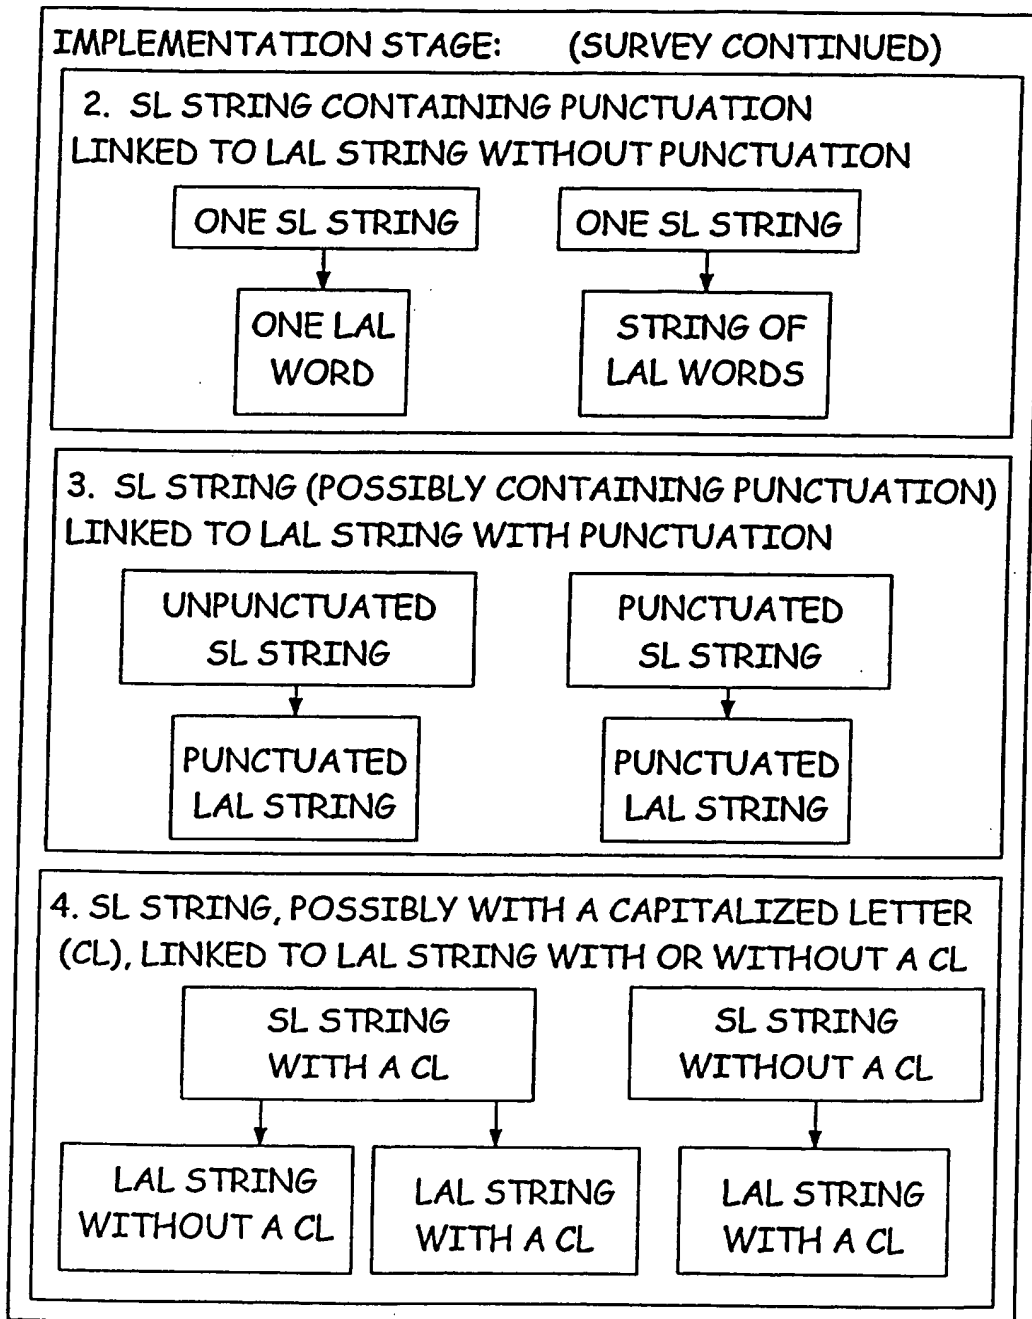 IMPLEMENTATION STAGE: (SURVEY CONTINUED)
2. SL STRING CONTAINING PUNCTUATION
LINKED TO LAL STRING WITHOUT PUNCTUATION
ONE SL STRING
ONE SL STRING
ONE LAL
WORD
STRING OF
LAL WORDS
3. SL STRING (POSSIBLY CONTAINING PUNCTUATION)
LINKED TO LAL STRING WITH PUNCTUATION
UNPUNCTUATED
SL STRING
PUNCTUATED
SL STRING
PUNCTUATED
LAL STRING
PUNCTUATED
LAL STRING
4. SL STRING, POSSIBLY WITH A CAPITALIZED LETTER
(CL), LINKED TO LAL STRING WITH OR WITHOUT A CL
SL STRING
WITH A CL
SL STRING
WITHOUT A CL
LAL STRING
WITHOUT A CL
LAL STRING
WITH A CL
LAL STRING
WITH A CL